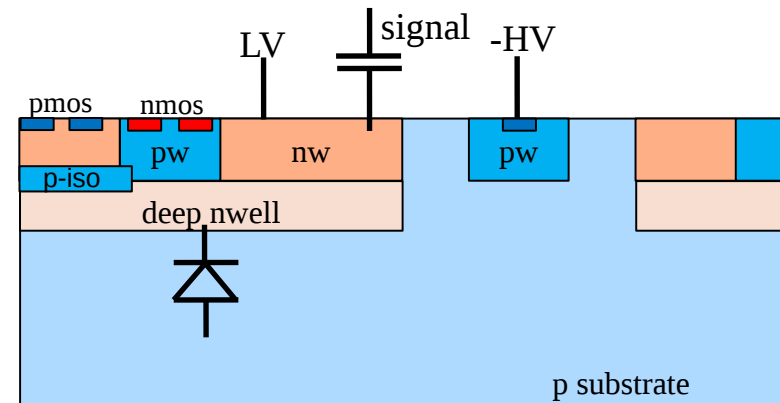 signal
LV
-HV
pmos
nmos
pw
nw
pw
p-iso
deep nwell
p substrate